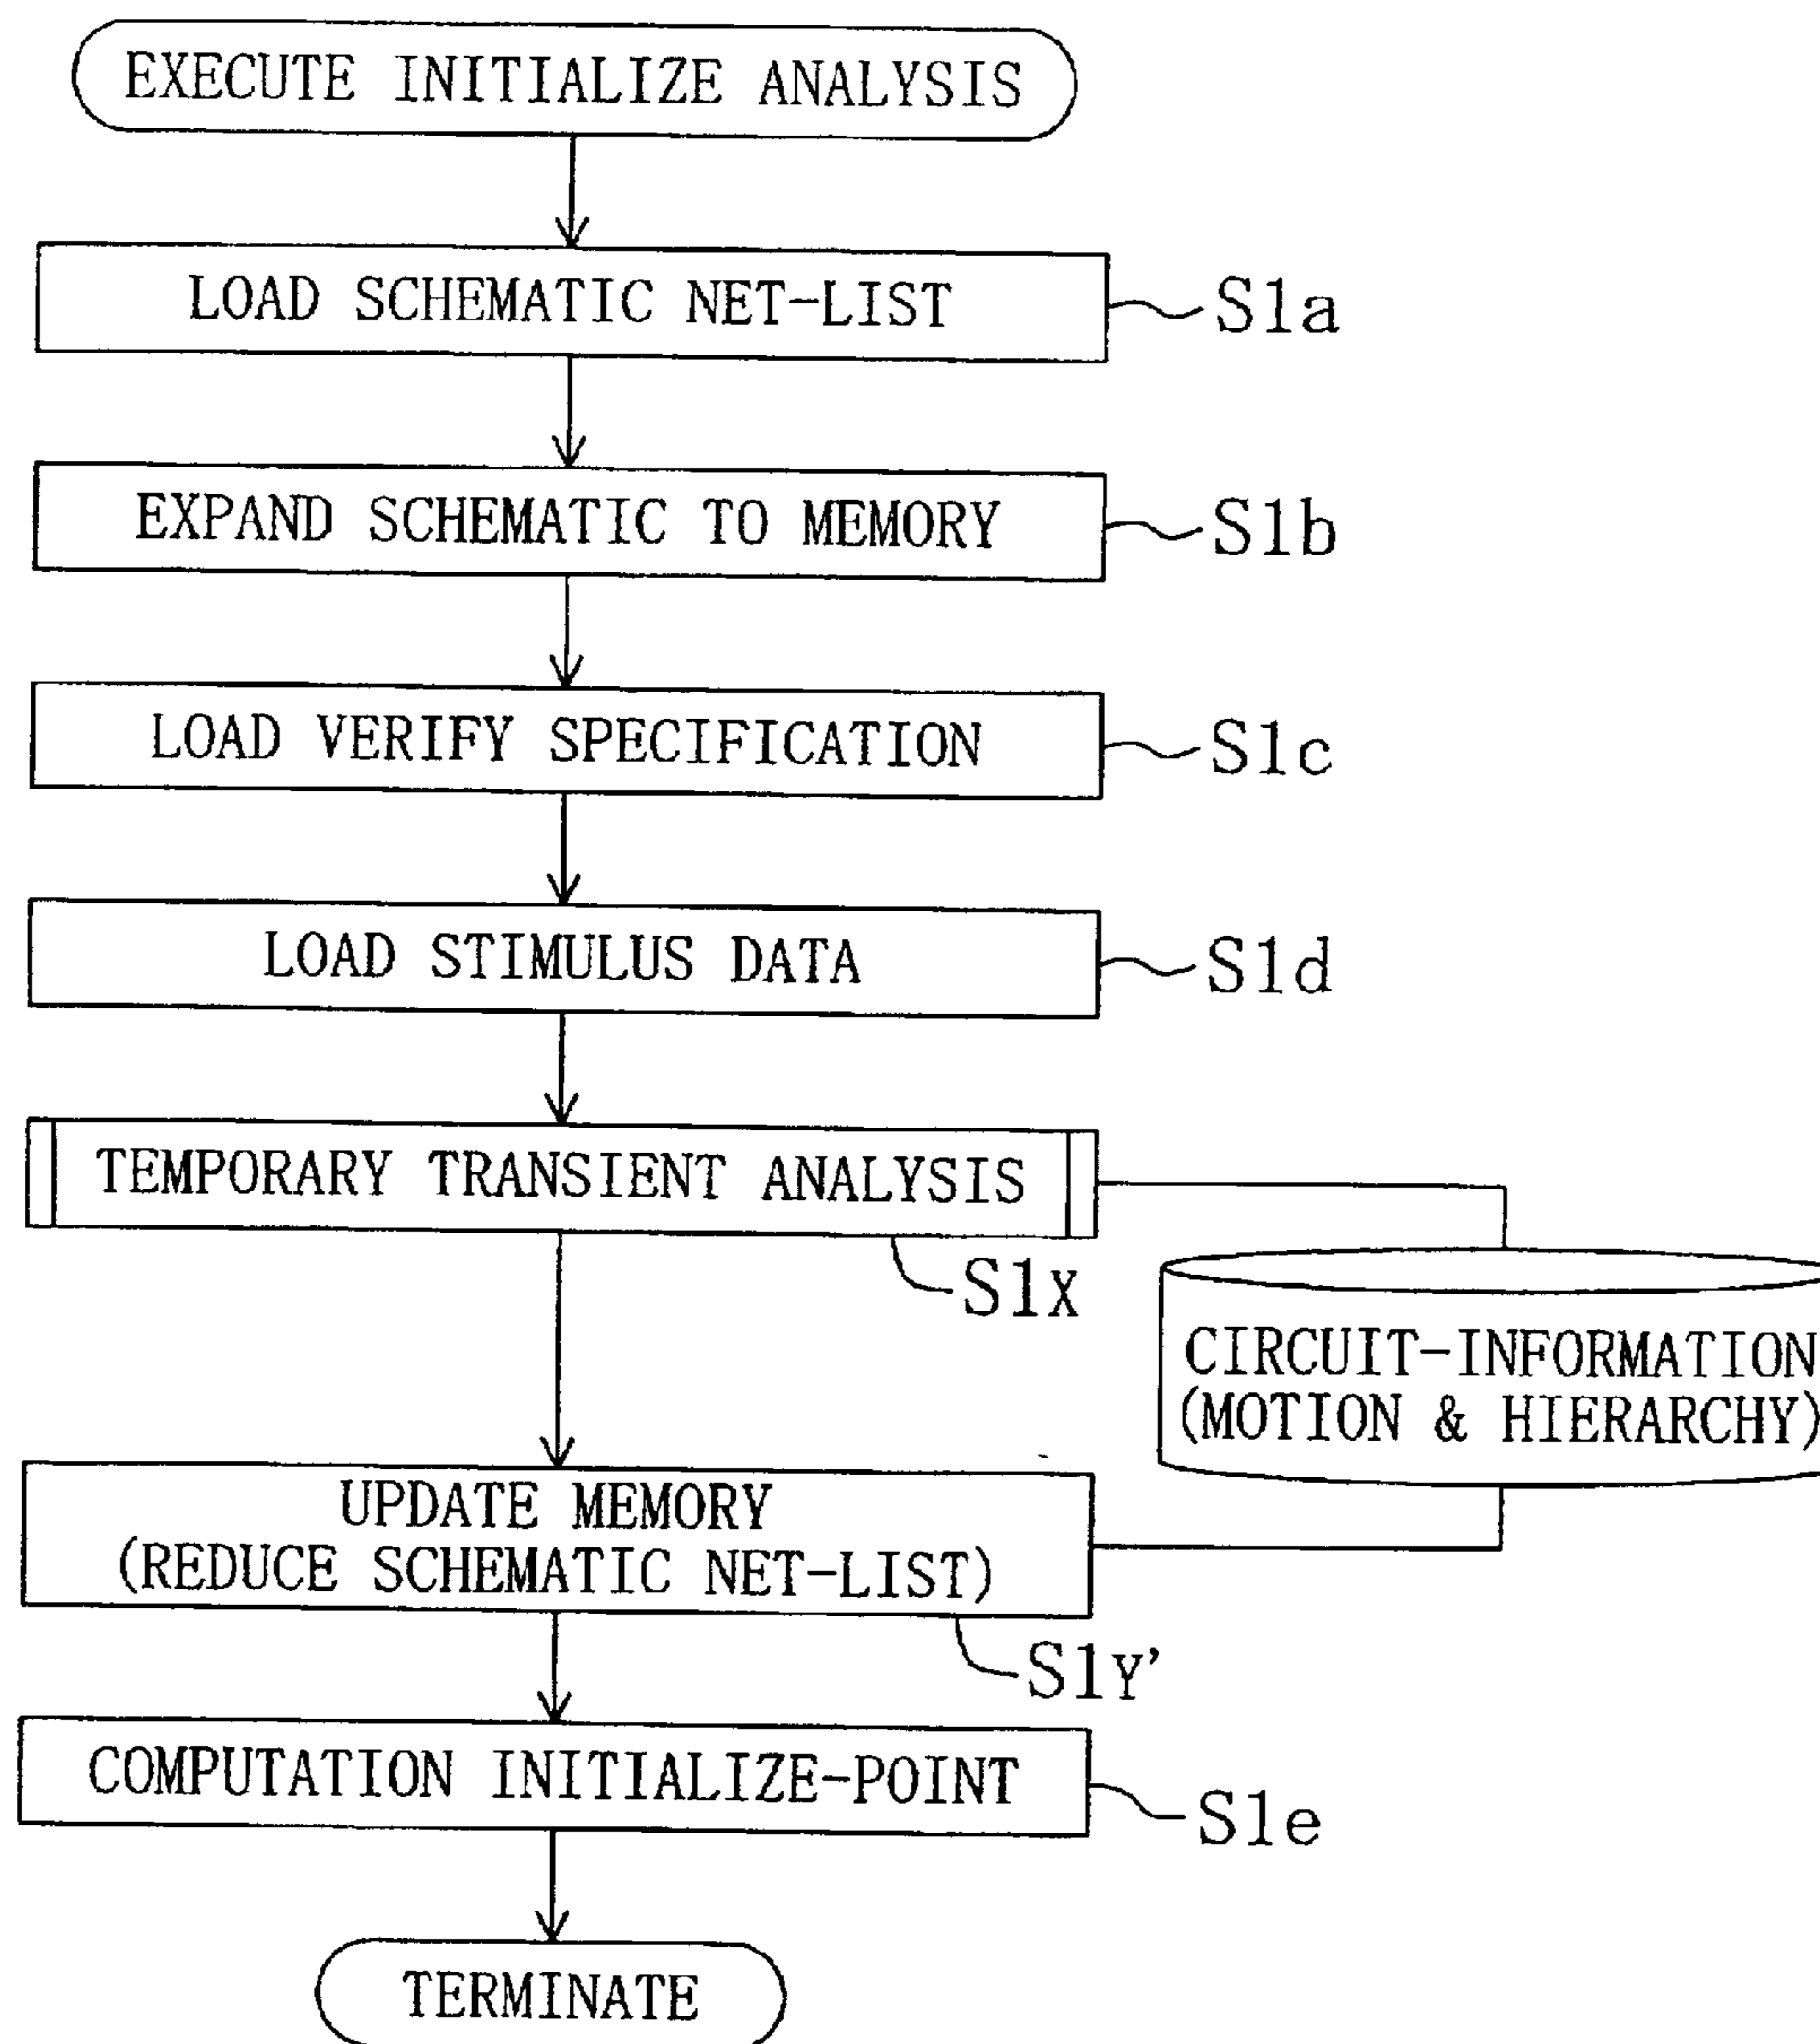 EXECUTE INITIALIZE ANALYSIS
LOAD SCHEMATIC NET-LIST
S1a
EXPAND SCHEMATIC TO MEMORY
S1b
LOAD VERIFY SPECIFICATION
S1c
LOAD STIMULUS DATA
S1d
TEMPORARY TRANSIENT ANALYSIS
S1X
CIRCUIT-INFORMATION
(MOTION & HIERARCHY)
UPDATE MEMORY
(REDUCE SCHEMATIC NET-LIST)
S1Y'
COMPUTATION INITIALIZE-POINT
S1e
TERMINATE